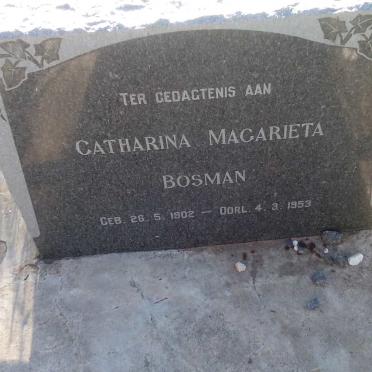 TER GEDAGTENIS AAN
CATHARINA MAGARIETA
BOSMAN
GEB. 26. 5. 1902 — OORL. 4. 3. 1953